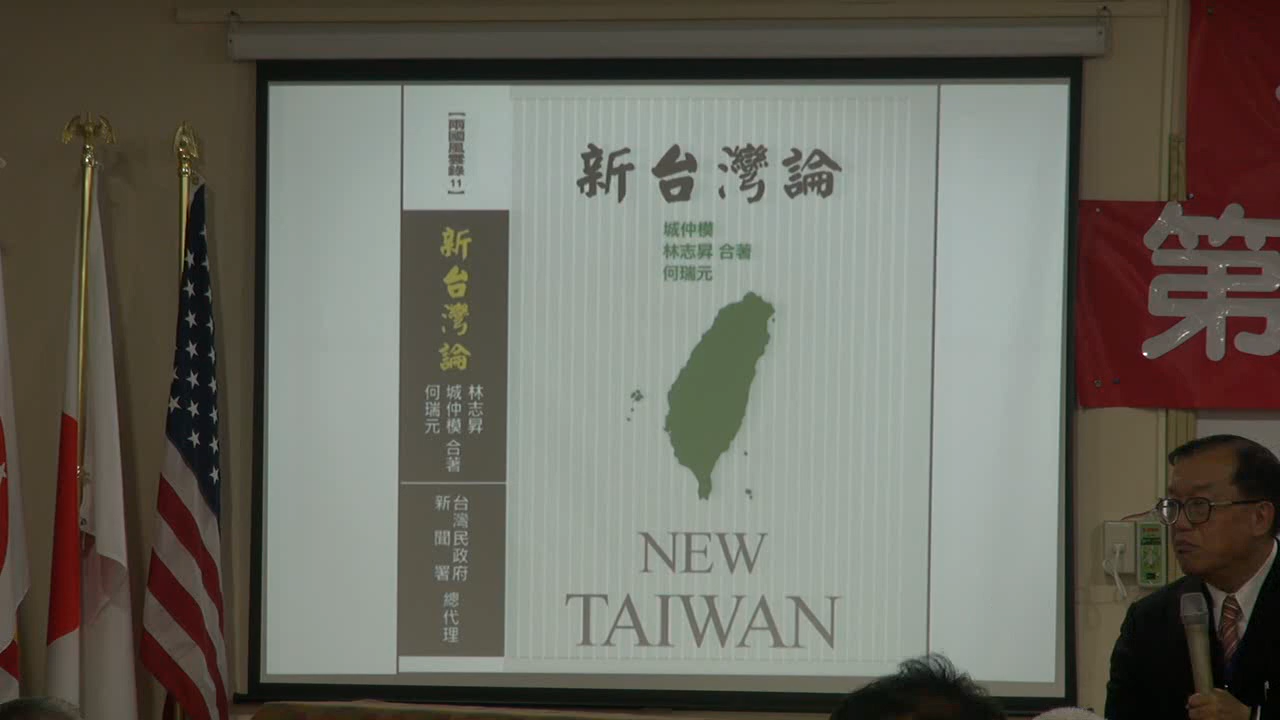 【兩國風雲錄11】
新台灣論
林志昇
城仲模 合著
何瑞元
台灣民政府
新聞署 總代理
新台灣論
城仲模
林志昇 合著
何瑞元
NEW
TAIWAN
第